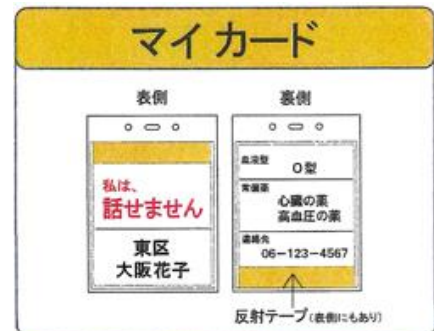 マイカード
表側
私は、
話せません
東区
大阪花子
裏側
血液型
O型
常備薬
心臓の薬
高血圧の薬
連絡先
06-123-4567
反射テープ(表側にもあり)